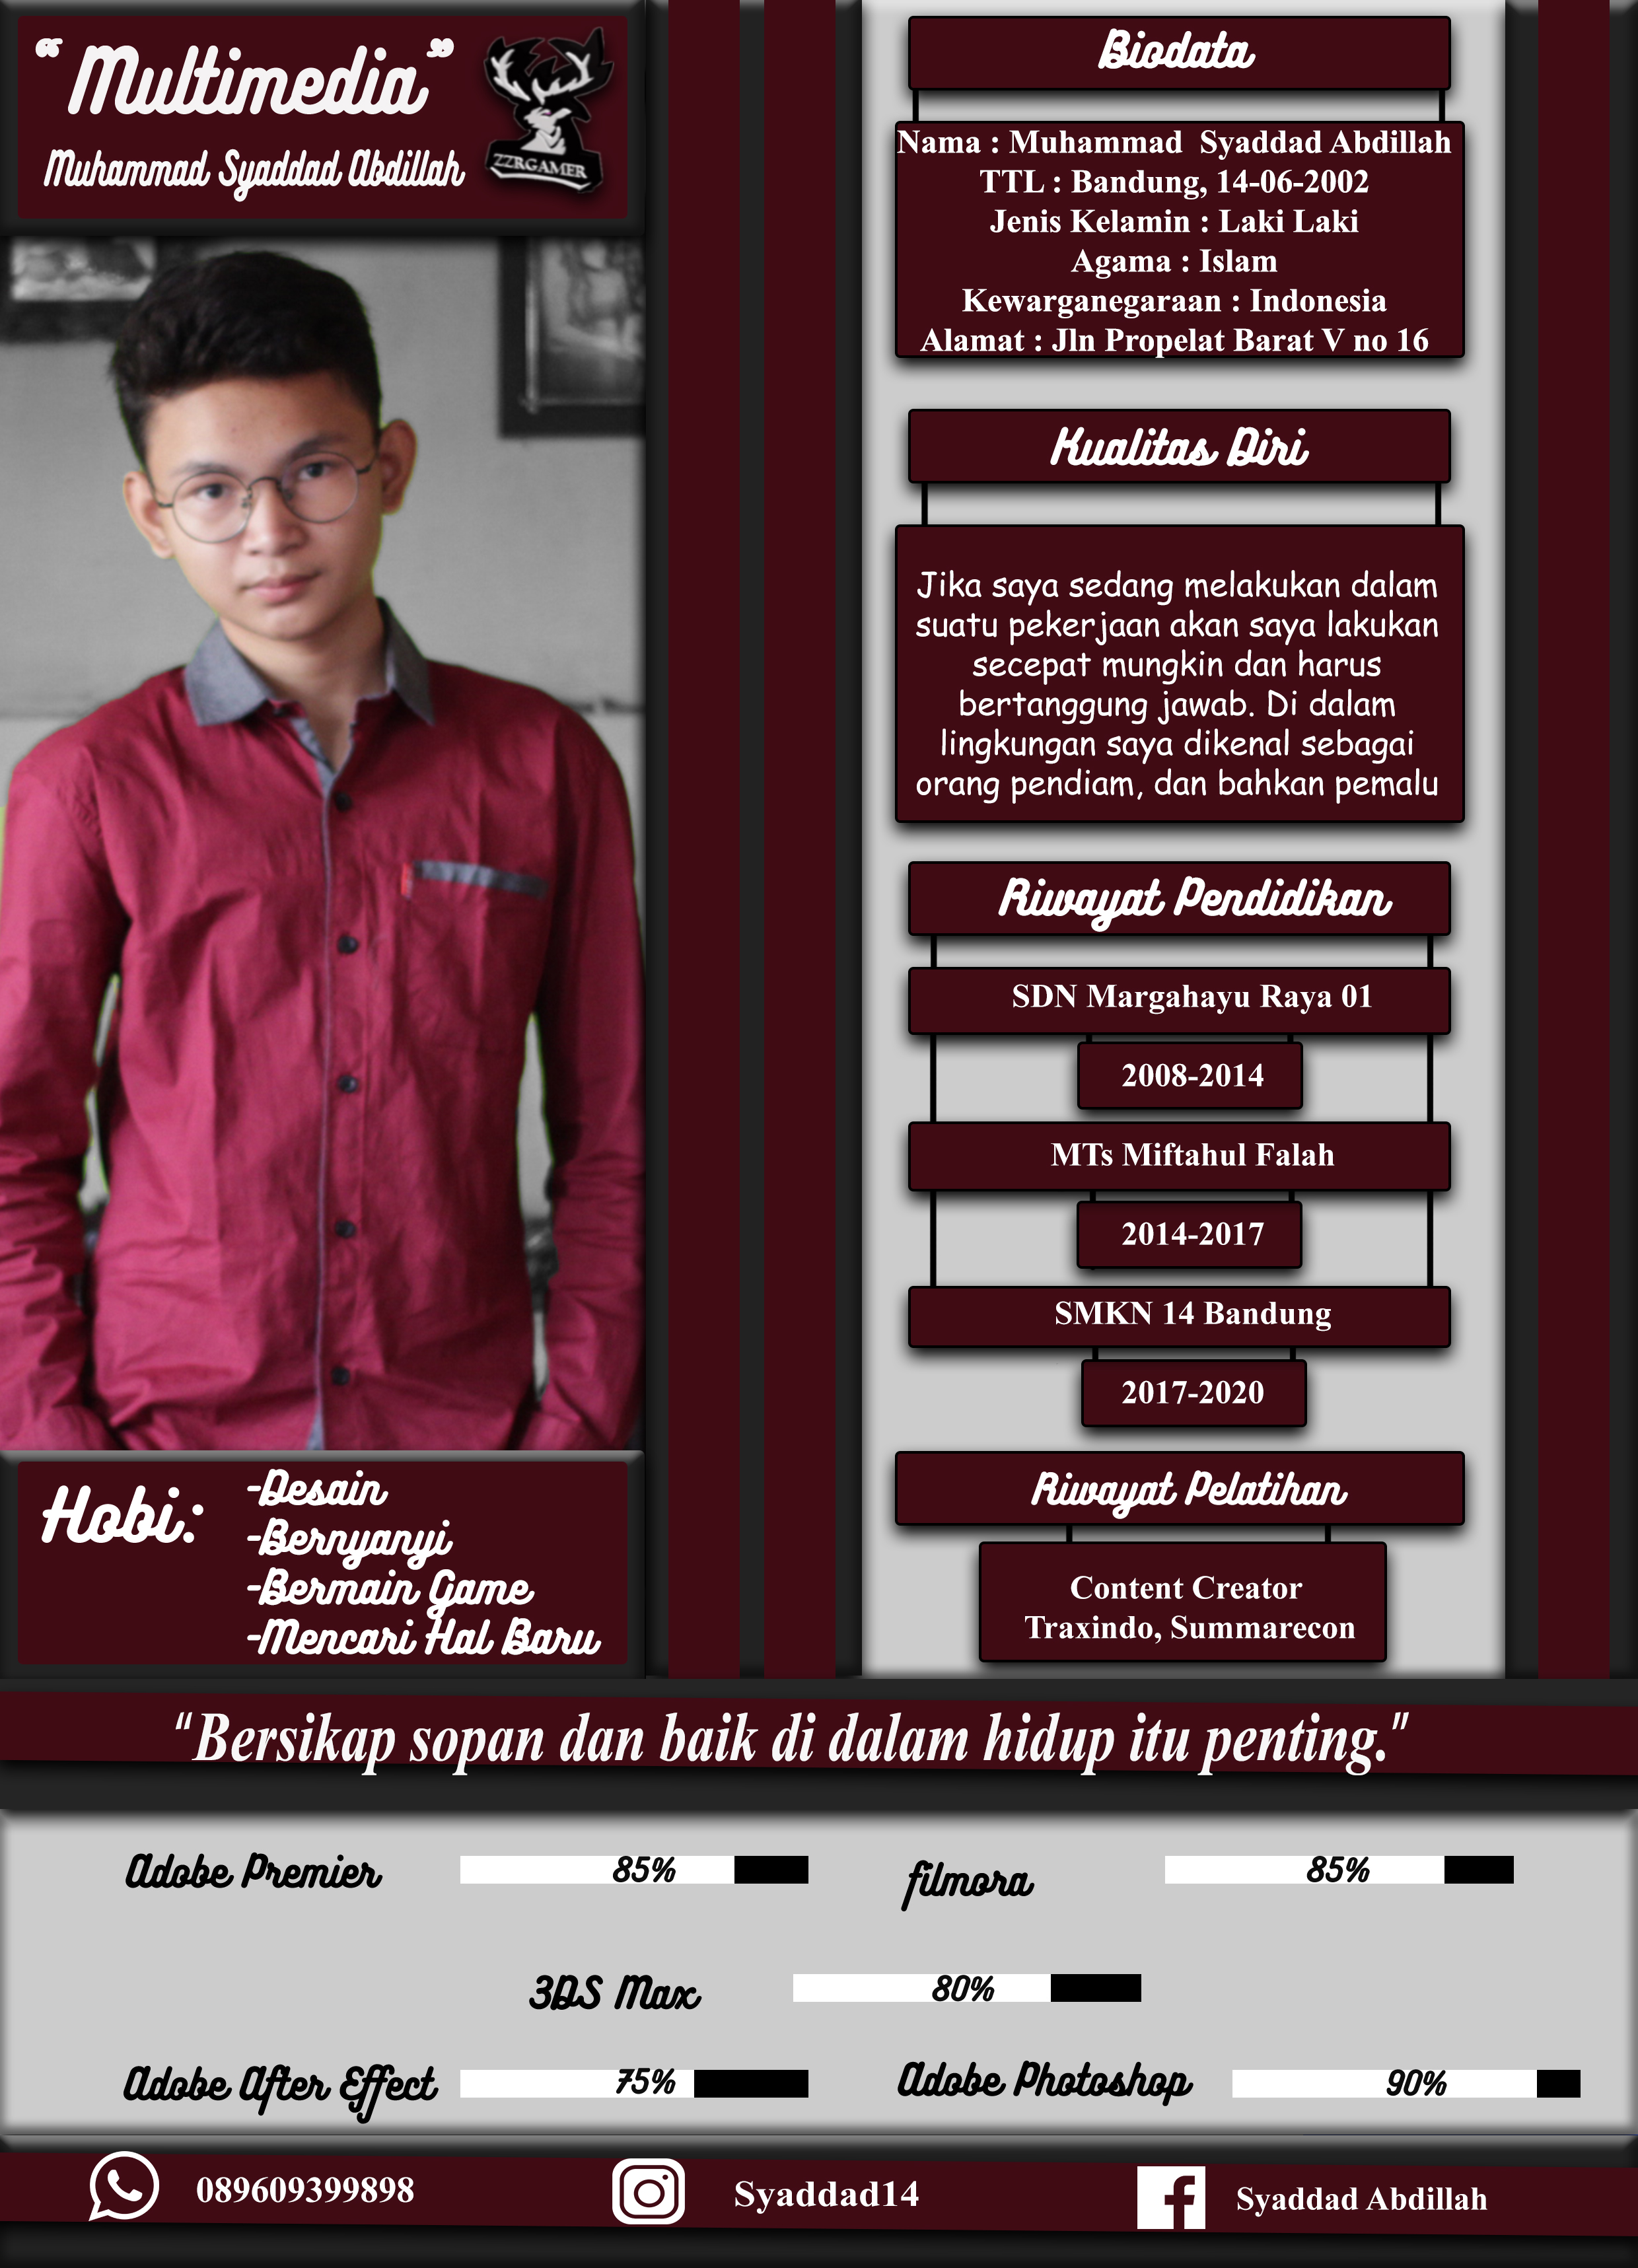 “Multimedia”
Muhammad Syaddad Abdillah
ZZRGAMER
Hobi:
-Desain
-Bernyanyi
-Bermain Game
-Mencari Hal Baru
Biodata
Nama : Muhammad Syaddad Abdillah
TTL : Bandung, 14-06-2002
Jenis Kelamin : Laki Laki
Agama : Islam
Kewarganegaraan : Indonesia
Alamat : Jln Propelat Barat V no 16
Kualitas Diri
Jika saya sedang melakukan dalam
suatu pekerjaan akan saya lakukan
secepat mungkin dan harus
bertanggung jawab. Di dalam
lingkungan saya dikenal sebagai
orang pendiam, dan bahkan pemalu
Riwayat Pendidikan
SDN Margahayu Raya 01
2008-2014
MTs Miftahul Falah
2014-2017
SMKN 14 Bandung
2017-2020
Riwayat Pelatihan
Content Creator
Traxindo, Summarecon
"Bersikap sopan dan baik di dalam hidup itu penting."
Adobe Premier 85%
filmora 85%
3DS Max 80%
Adobe After Effect 75%
Adobe Photoshop 90%
089609399898
Syaddad14
Syaddad Abdillah